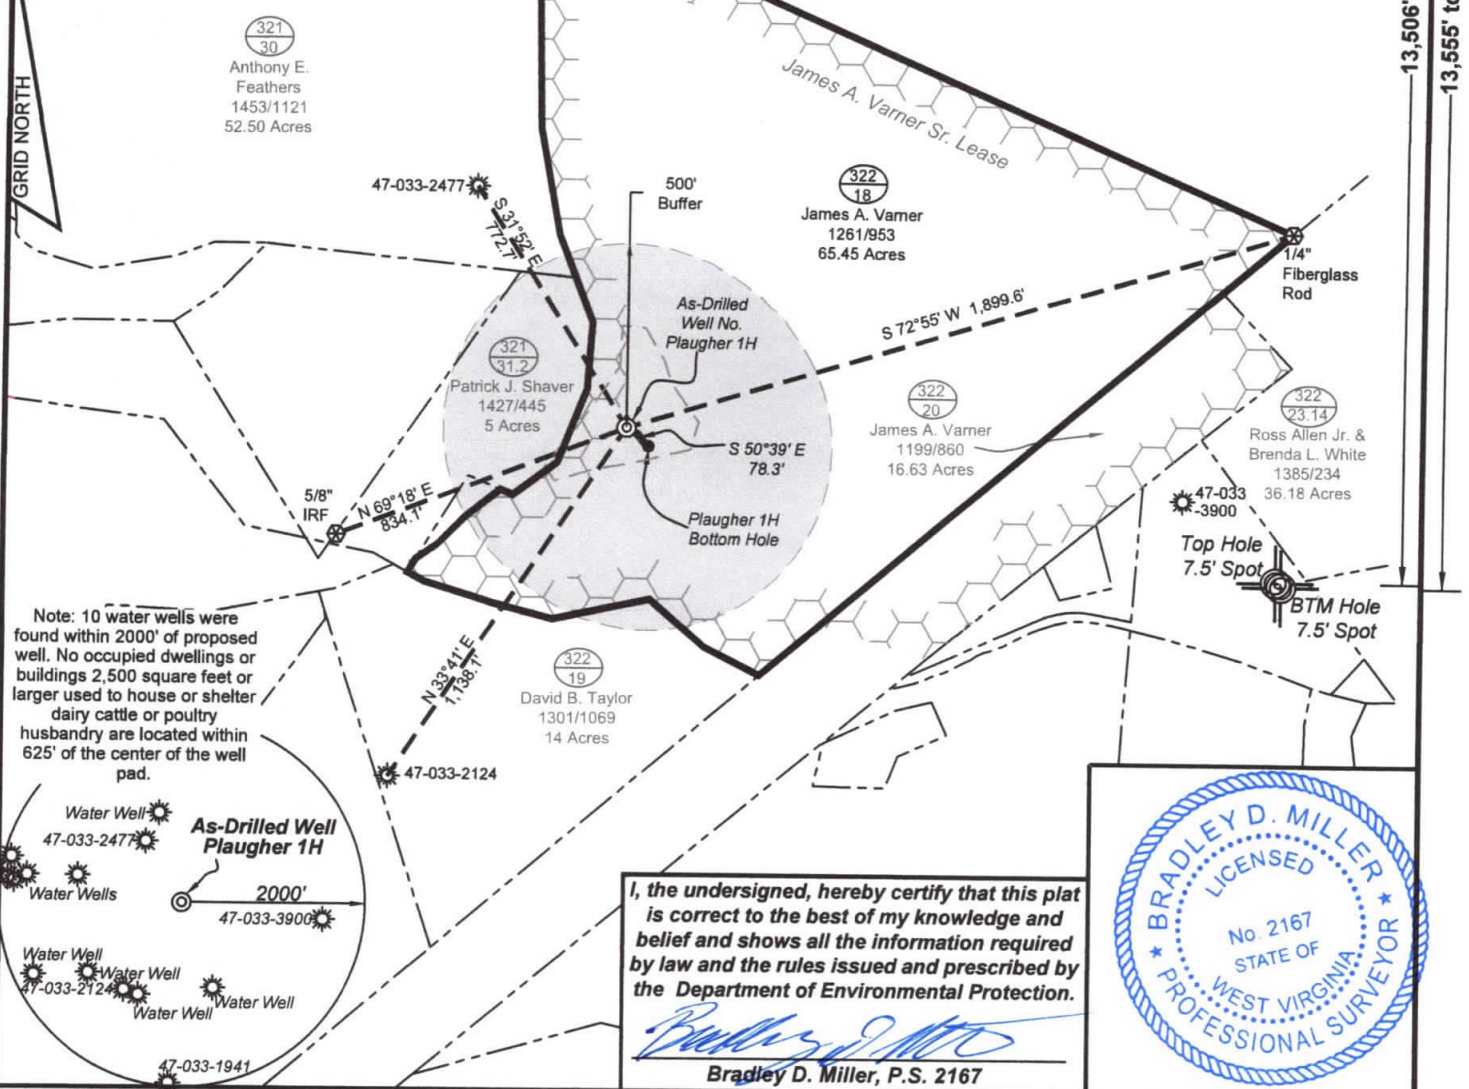 13,506'
13,555' to
GRID NORTH
321
30
Anthony E.
Feathers
1453/1121
52.50 Acres
James A. Varner Sr. Lease
47-033-2477
S 31°52' E
772.7'
500'
Buffer
322
18
James A. Varner
1261/953
65.45 Acres
1/4"
Fiberglass
Rod
As-Drilled
Well No.
Plaugher 1H
S 72°55' W 1,899.6'
321
31.2
Patrick J. Shaver
1427/445
5 Acres
322
20
James A. Varner
1199/860
16.63 Acres
322
23.14
Ross Allen Jr. &
Brenda L. White
1385/234
36.18 Acres
S 50°39' E
78.3'
5/8"
IRF
N 69°18' E
834.1'
Plaugher 1H
Bottom Hole
47-033
-3900
Top Hole
7.5' Spot
BTM Hole
7.5' Spot
Note: 10 water wells were
found within 2000' of proposed
well. No occupied dwellings or
buildings 2,500 square feet or
larger used to house or shelter
dairy cattle or poultry
husbandry are located within
625' of the center of the well
pad.
N 33°41' E
1,138.1'
322
19
David B. Taylor
1301/1069
14 Acres
47-033-2124
Water Well
47-033-2477
As-Drilled Well
Plaugher 1H
Water Wells
2000'
47-033-3900
Water Well
Water Well
47-033-2124
Water Well
Water Well
47-033-1941
I, the undersigned, hereby certify that this plat
is correct to the best of my knowledge and
belief and shows all the information required
by law and the rules issued and prescribed by
the Department of Environmental Protection.
Bradley D. Miller, P.S. 2167
BRADLEY D. MILLER
LICENSED
No. 2167
STATE OF
WEST VIRGINIA
PROFESSIONAL SURVEYOR